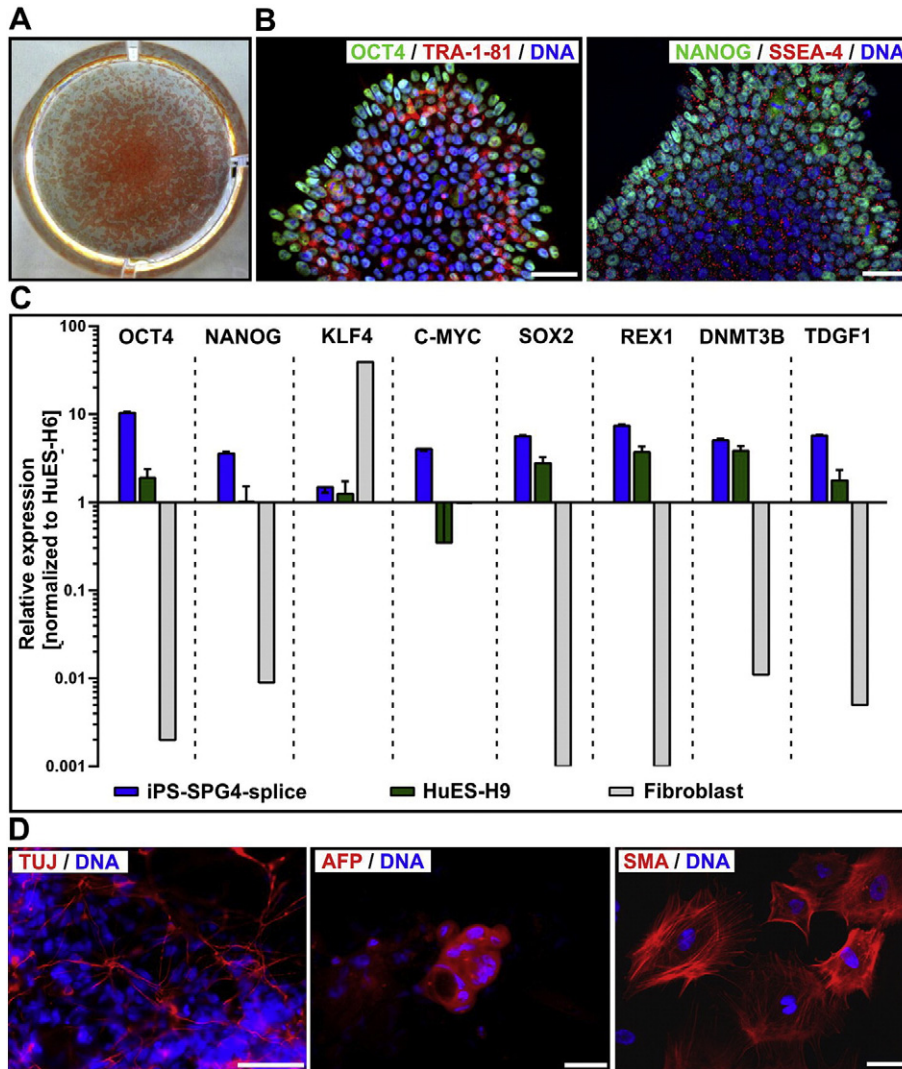 A
B
OCT4 / TRA-1-81 / DNA
NANOG / SSEA-4 / DNA
C
Relative expression
[normalized to HuES-H6]
100
10
1
0.1
0.01
0.001
OCT4 NANOG KLF4 C-MYC SOX2 REX1 DNMT3B TDGF1
iPS-SPG4-splice HuES-H9 Fibroblast
D
TUJ / DNA
AFP / DNA
SMA / DNA